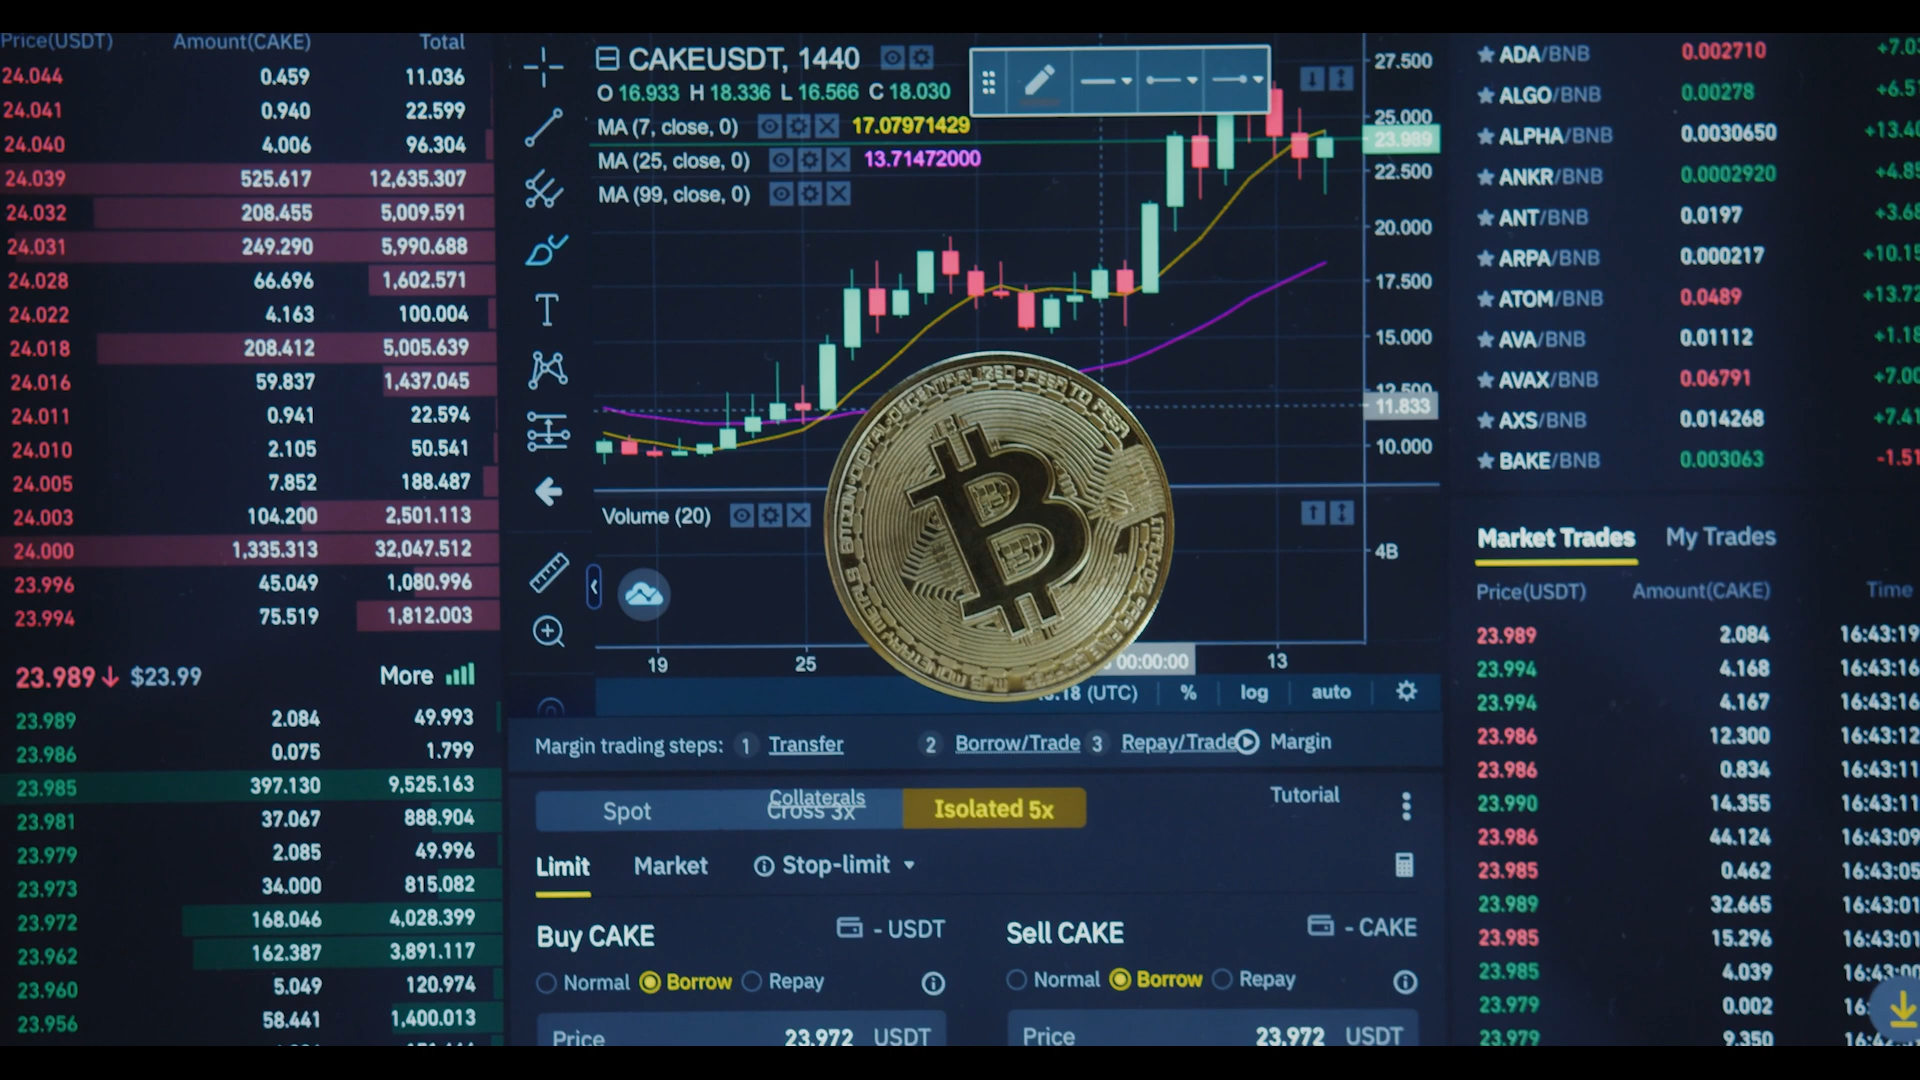 Price(USDT) Amount(CAKE) Total
24.044 0.459 11.036
24.041 0.940 22.599
24.040 4.006 96.304
24.039 525.617 12,635.307
24.032 208.455 5,009.591
24.031 249.290 5,990.688
24.028 66.696 1,602.571
24.022 4.163 100.004
24.018 208.412 5,005.639
24.016 59.837 1,437.045
24.011 0.941 22.594
24.010 2.105 50.541
24.005 7.852 188.487
24.003 104.200 2,501.113
24.000 1,335.313 32,047.512
23.996 45.049 1,080.996
23.994 75.519 1,812.003
23.989↓ $23.99 More
23.989 2.084 49.993
23.986 0.075 1.799
23.985 397.130 9,525.163
23.981 37.067 888.904
23.979 2.085 49.996
23.973 34.000 815.082
23.972 168.046 4,028.399
23.962 162.387 3,891.117
23.960 5.049 120.974
23.956 58.441 1,400.013
CAKEUSDT, 1440
O 16.933 H 18.336 L 16.566 C 18.030
MA (7, close, 0) 17.07971429
MA (25, close, 0) 13.71472000
MA (99, close, 0)
27.500
25.000
23.989
22.500
20.000
17.500
15.000
12.500
11.833
10.000
Volume (20)
4B
19 25 00:00:00 13
(UTC) % log auto
BITCOIN·DIGITAL·DECENTRALIZED·PEER TO PEER
Margin trading steps: 1 Transfer 2 Borrow/Trade 3 Repay/Trade Margin
Collaterals Tutorial
Spot Cross 3x Isolated 5x
Limit Market Stop-limit
Buy CAKE - USDT
Normal Borrow Repay
Price 23.972 USDT
Sell CAKE - CAKE
Normal Borrow Repay
Price 23.972 USDT
ADA/BNB 0.002710
ALGO/BNB 0.00278
ALPHA/BNB 0.0030650
ANKR/BNB 0.0002920
ANT/BNB 0.0197
ARPA/BNB 0.000217
ATOM/BNB 0.0489
AVA/BNB 0.01112
AVAX/BNB 0.06791
AXS/BNB 0.014268
BAKE/BNB 0.003063
Market Trades My Trades
Price(USDT) Amount(CAKE) Time
23.989 2.084 16:43:19
23.994 4.168 16:43:16
23.994 4.167 16:43:16
23.986 12.300 16:43:12
23.986 0.834 16:43:11
23.990 14.355 16:43:11
23.986 44.124 16:43:09
23.985 0.462 16:43:05
23.989 32.665 16:43:01
23.985 15.296 16:43:01
23.985 4.039 16:43:00
23.979 0.002
23.979 9.350